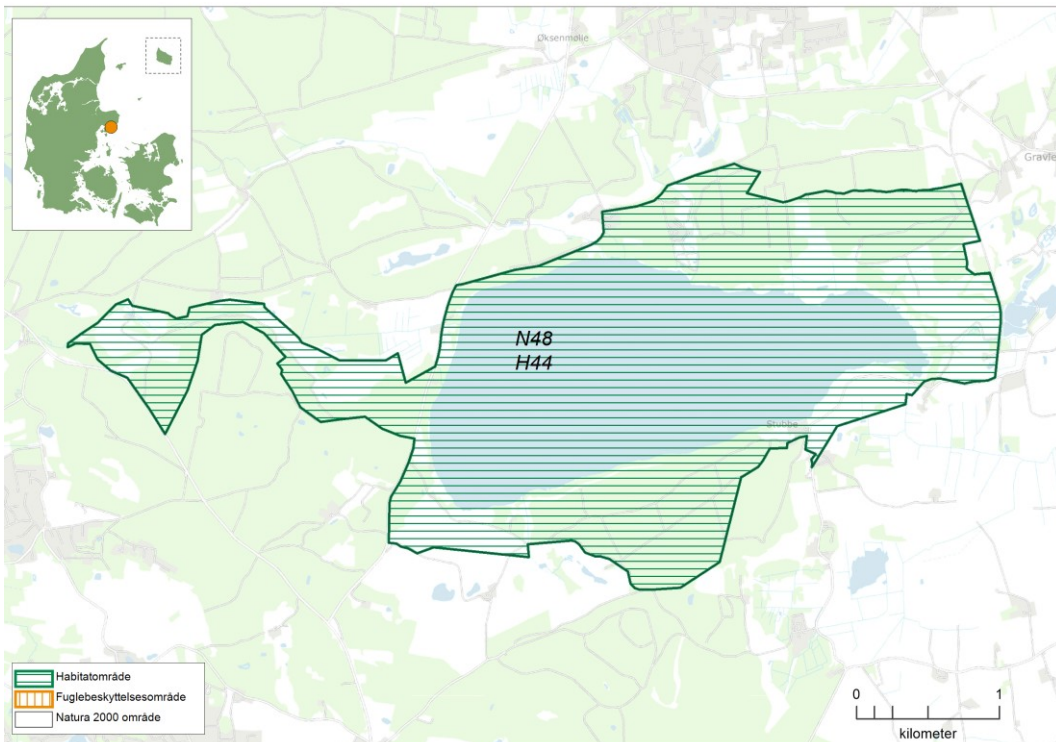 Øksenmølle
Gravle
N48
H44
Stubbe
Habitatområde
Fuglebeskyttelsesområde
Natura 2000 område
0 1
kilometer